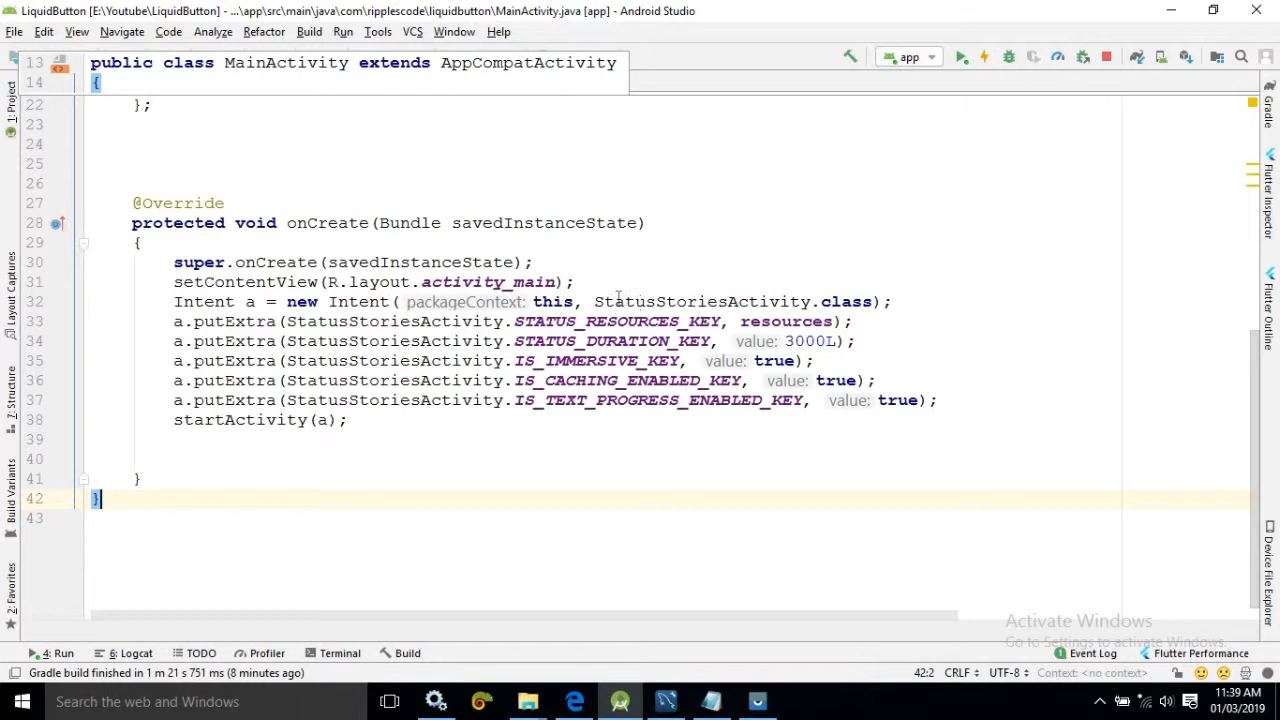 LiquidButton [E:\Youtube\LiquidButton] - ...\app\src\main\java\com\ripplescode\liquidbutton\MainActivity.java [app] - Android Studio
File Edit View Navigate Code Analyze Refactor Build Run Tools VCS Window Help
app
13 public class MainActivity extends AppCompatActivity
14 {
22 };
23
24
25
26
27 @Override
28 protected void onCreate(Bundle savedInstanceState)
29 {
30 super.onCreate(savedInstanceState);
31 setContentView(R.layout.activity_main);
32 Intent a = new Intent( packageContext: this, StatusStoriesActivity.class);
33 a.putExtra(StatusStoriesActivity.STATUS_RESOURCES_KEY, resources);
34 a.putExtra(StatusStoriesActivity.STATUS_DURATION_KEY, value: 3000L);
35 a.putExtra(StatusStoriesActivity.IS_IMMERSIVE_KEY, value: true);
36 a.putExtra(StatusStoriesActivity.IS_CACHING_ENABLED_KEY, value: true);
37 a.putExtra(StatusStoriesActivity.IS_TEXT_PROGRESS_ENABLED_KEY, value: true);
38 startActivity(a);
39
40
41 }
42 }
43
1: Project
Layout Captures
7: Structure
Build Variants
2: Favorites
Gradle
Flutter Inspector
Flutter Outline
Device File Explorer
Activate Windows
Go to Settings to activate Windows.
4: Run 6: Logcat TODO Profiler Terminal Build Event Log Flutter Performance
Gradle build finished in 1 m 21 s 751 ms (8 minutes ago) 42:2 CRLF UTF-8 Context: <no context>
Search the web and Windows
11:39 AM
01/03/2019